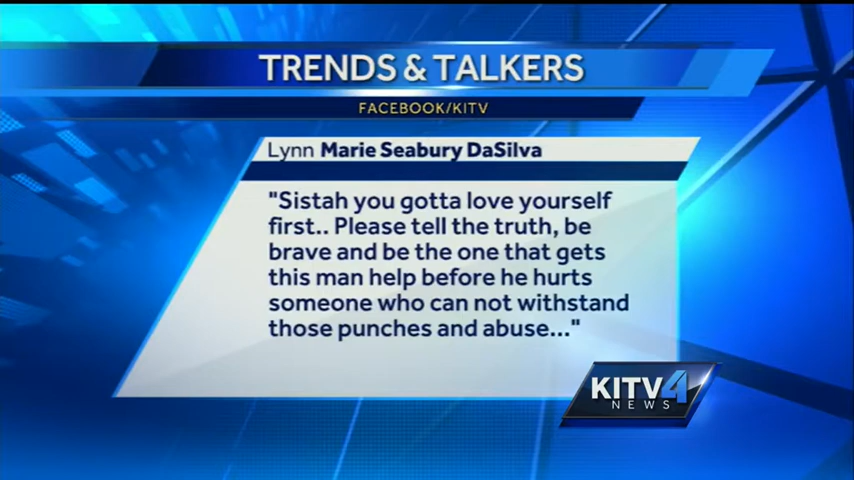 TRENDS & TALKERS
FACEBOOK/KITV
Lynn Marie Seabury DaSilva
"Sistah you gotta love yourself
first.. Please tell the truth, be
brave and be the one that gets
this man help before he hurts
someone who can not withstand
those punches and abuse..."
KITV4
NEWS